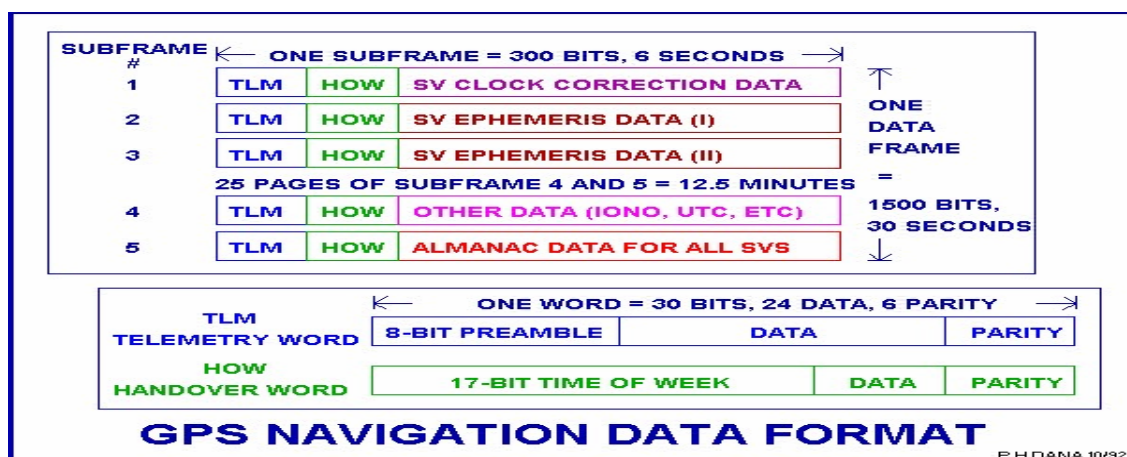 SUBFRAME #
ONE SUBFRAME = 300 BITS, 6 SECONDS
1 TLM HOW SV CLOCK CORRECTION DATA
2 TLM HOW SV EPHEMERIS DATA (I)
3 TLM HOW SV EPHEMERIS DATA (II)
25 PAGES OF SUBFRAME 4 AND 5 = 12.5 MINUTES
4 TLM HOW OTHER DATA (IONO, UTC, ETC)
5 TLM HOW ALMANAC DATA FOR ALL SVS
ONE
DATA
FRAME
=
1500 BITS,
30 SECONDS
ONE WORD = 30 BITS, 24 DATA, 6 PARITY
TLM
TELEMETRY WORD
8-BIT PREAMBLE DATA PARITY
HOW
HANDOVER WORD
17-BIT TIME OF WEEK DATA PARITY
GPS NAVIGATION DATA FORMAT
P H DANA 10/92